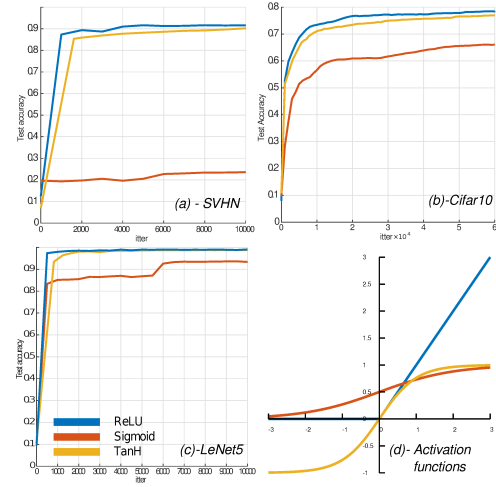 0.9
0.8
0.7
0.6
0.5
0.4
0.3
0.2
0.1
0
Test accuracy
0 2000 4000 6000 8000 10000
itter
(a) - SVHN
0.8
0.7
0.6
0.5
0.4
0.3
0.2
0.1
0
Test Accuracy
0 1 2 3 4 5 6
itter×10⁴
(b)-Cifar10
0.9
0.8
0.7
0.6
0.5
0.4
0.3
0.2
0.1
0
Test accuracy
0 1000 2000 3000 4000 5000 6000 7000 8000 9000 10000
itter
ReLU
Sigmoid
TanH
(c)-LeNet5
3
2.5
2
1.5
1
0.5
0
-0.5
-1
-3 -2 -1 0 1 2 3
(d)- Activation
functions